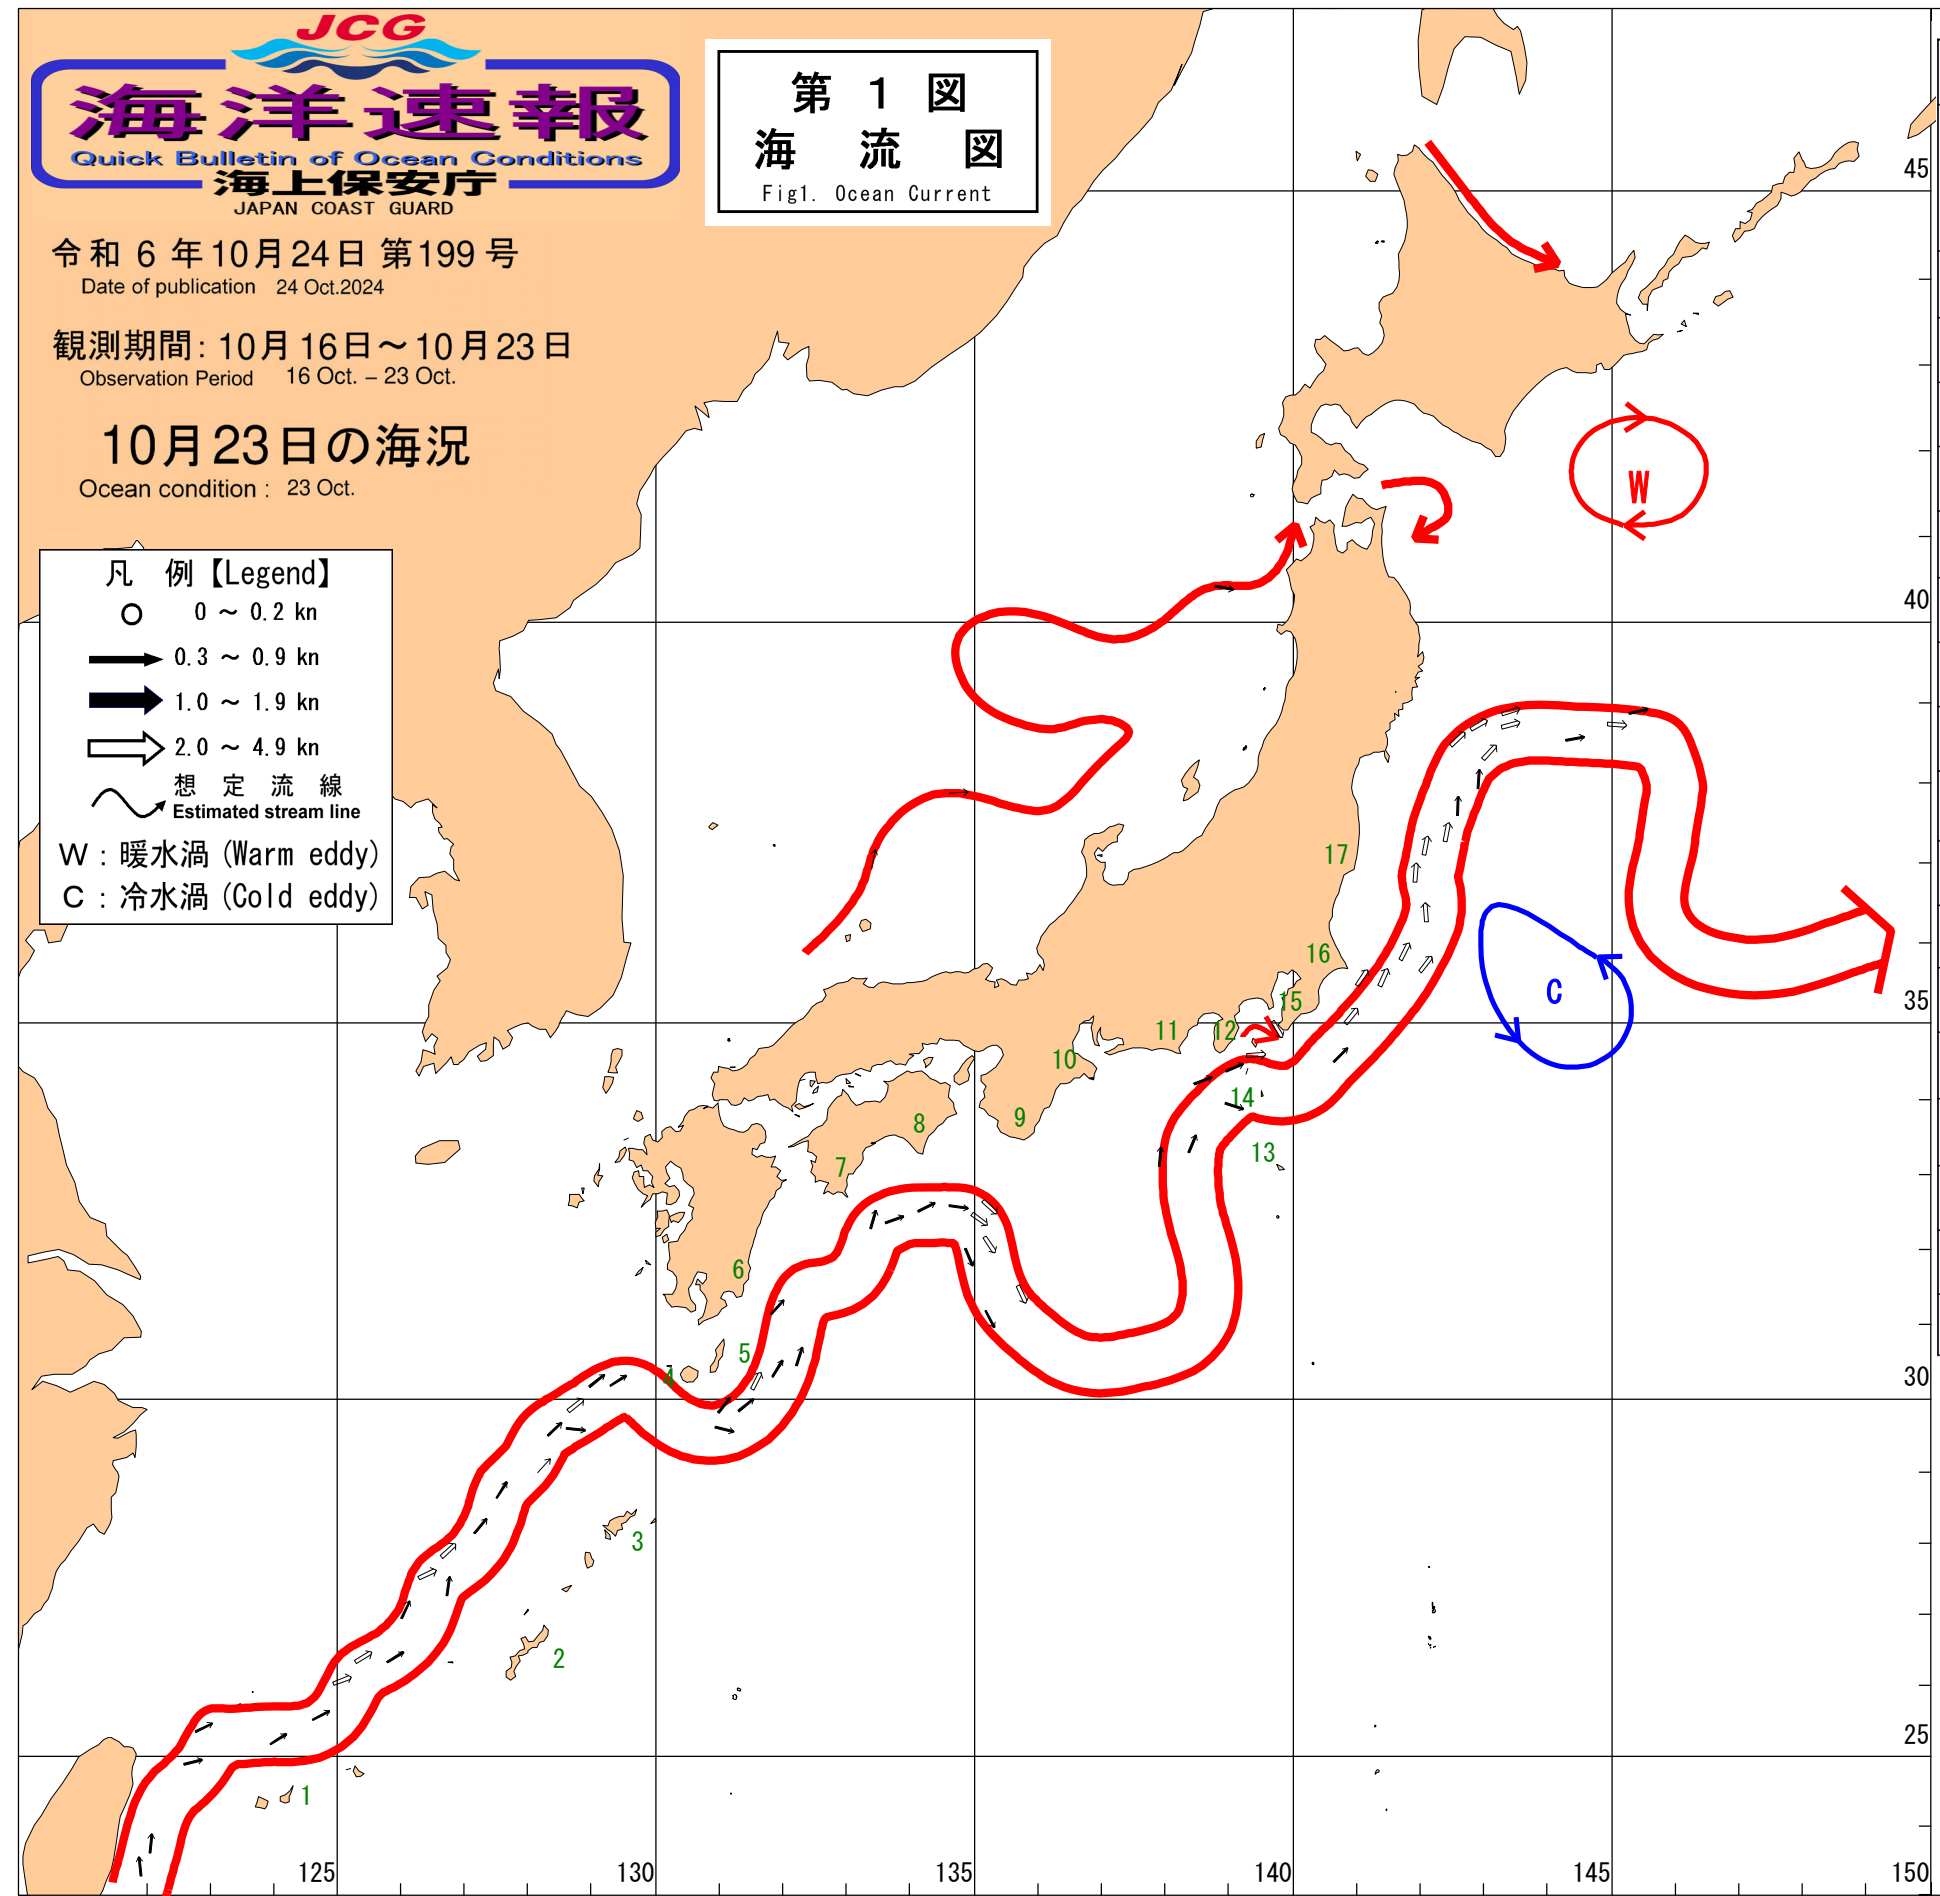 JCG
海洋速報
Quick Bulletin of Ocean Conditions
海上保安庁
JAPAN COAST GUARD
令和 6 年10月24日 第199号
Date of publication 24 Oct.2024
観測期間：10月16日～10月23日
Observation Period 16 Oct. – 23 Oct.
10月23日の海況
Ocean condition : 23 Oct.
第 1 図
海 流 図
Fig1. Ocean Current
凡 例【Legend】
0 ～ 0.2 kn
0.3 ～ 0.9 kn
1.0 ～ 1.9 kn
2.0 ～ 4.9 kn
想 定 流 線
Estimated stream line
W：暖水渦(Warm eddy)
C：冷水渦(Cold eddy)
45
W
40
17
16
C
35
15
12
11
10
14
9
8
13
7
6
5
4
30
3
2
25
1
125
130
135
140
145
150